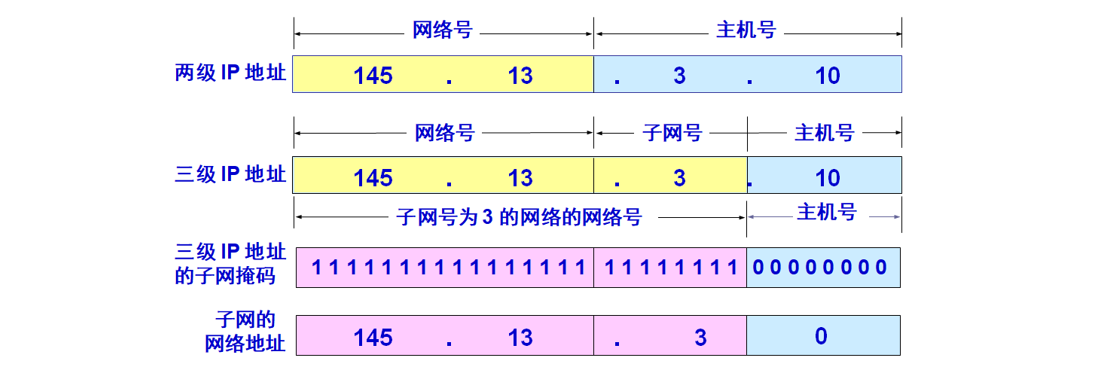 网络号 主机号
两级 IP 地址 145 . 13 . 3 . 10
网络号 子网号 主机号
三级 IP 地址 145 . 13 . 3 . 10
子网号为 3 的网络的网络号 主机号
三级 IP 地址
的子网掩码 1 1 1 1 1 1 1 1 1 1 1 1 1 1 1 1 1 1 1 1 1 1 1 1 0 0 0 0 0 0 0 0
子网的
网络地址 145 . 13 . 3 0